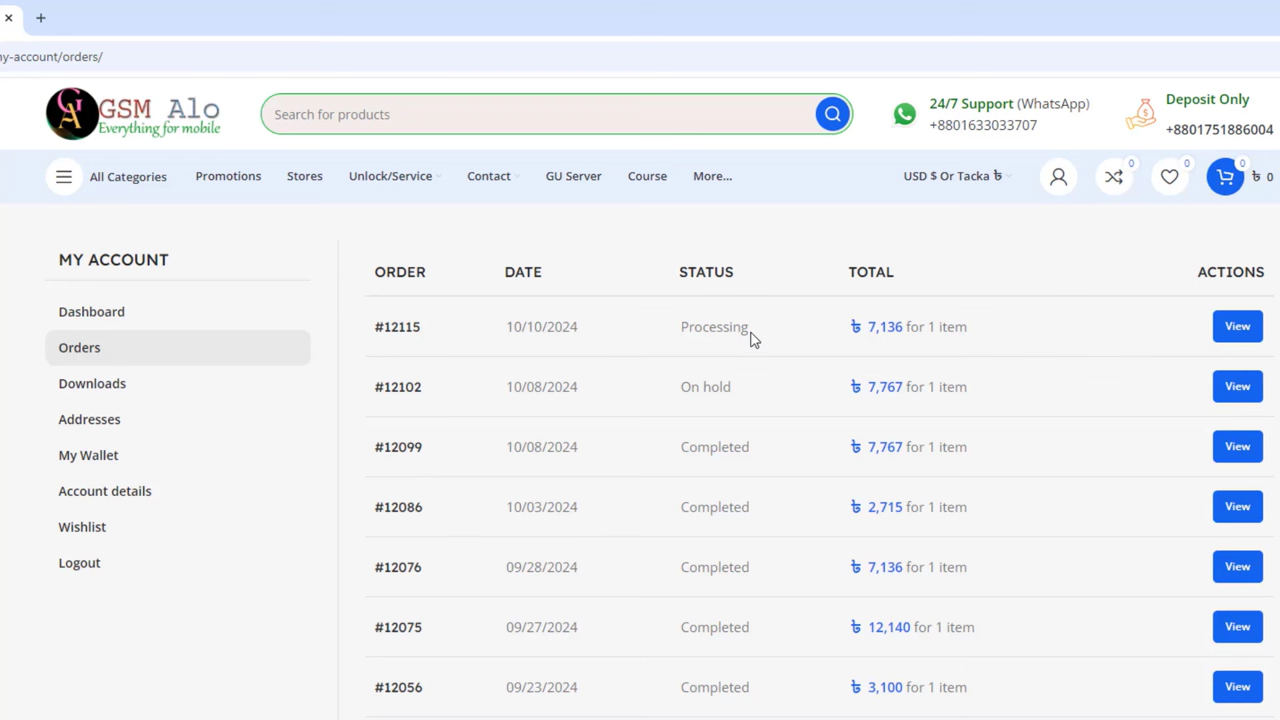 my-account/orders/
GA
GSM Alo
Everything for mobile
Search for products
24/7 Support (WhatsApp)
+8801633033707
Deposit Only
+8801751886004
All Categories
Promotions
Stores
Unlock/Service
Contact
GU Server
Course
More...
USD $ Or Tacka ৳
0
0
0
৳ 0
MY ACCOUNT
Dashboard
Orders
Downloads
Addresses
My Wallet
Account details
Wishlist
Logout
ORDER DATE STATUS TOTAL ACTIONS
#12115 10/10/2024 Processing ৳ 7,136 for 1 item View
#12102 10/08/2024 On hold ৳ 7,767 for 1 item View
#12099 10/08/2024 Completed ৳ 7,767 for 1 item View
#12086 10/03/2024 Completed ৳ 2,715 for 1 item View
#12076 09/28/2024 Completed ৳ 7,136 for 1 item View
#12075 09/27/2024 Completed ৳ 12,140 for 1 item View
#12056 09/23/2024 Completed ৳ 3,100 for 1 item View